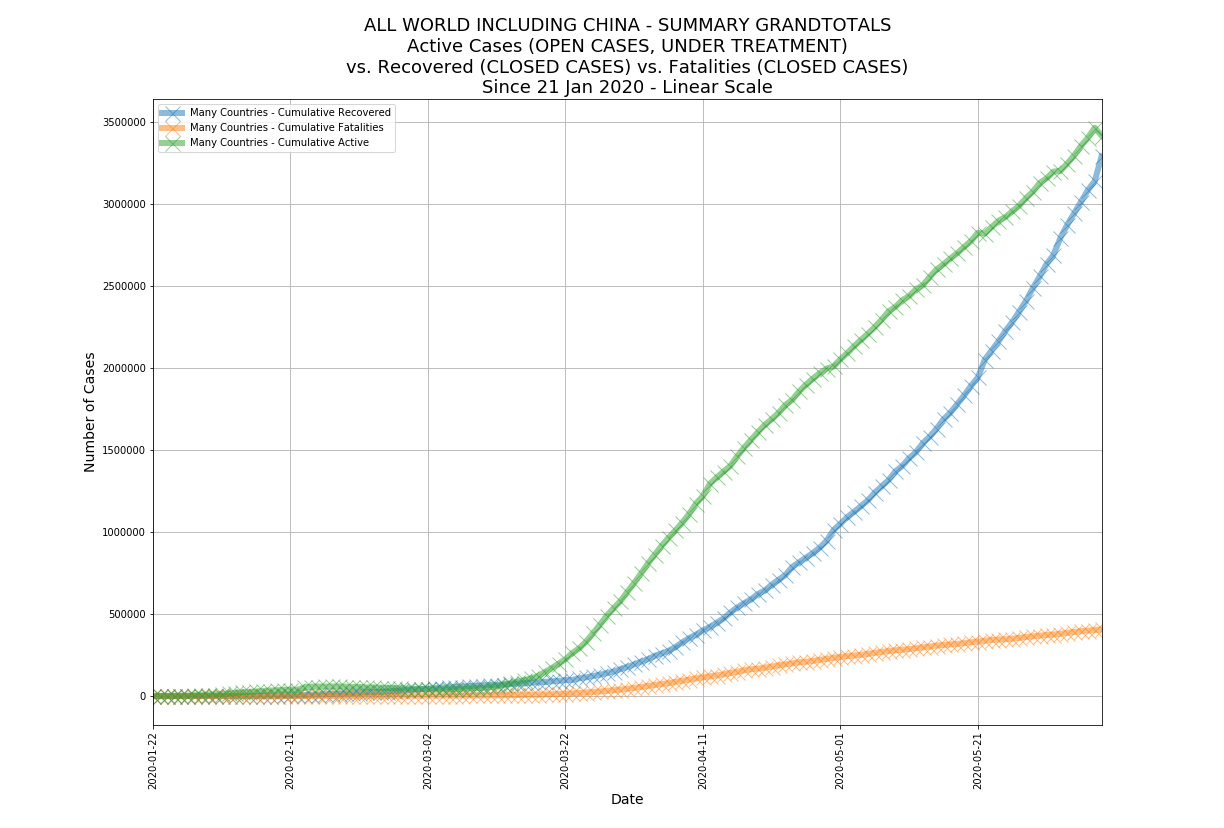 ALL WORLD INCLUDING CHINA - SUMMARY GRANDTOTALS
Active Cases (OPEN CASES, UNDER TREATMENT)
vs. Recovered (CLOSED CASES) vs. Fatalities (CLOSED CASES)
Since 21 Jan 2020 - Linear Scale
Many Countries - Cumulative Recovered
Many Countries - Cumulative Fatalities
Many Countries - Cumulative Active
3500000
3000000
2500000
2000000
1500000
1000000
500000
0
Number of Cases
2020-01-22
2020-02-11
2020-03-02
2020-03-22
2020-04-11
2020-05-01
2020-05-21
Date